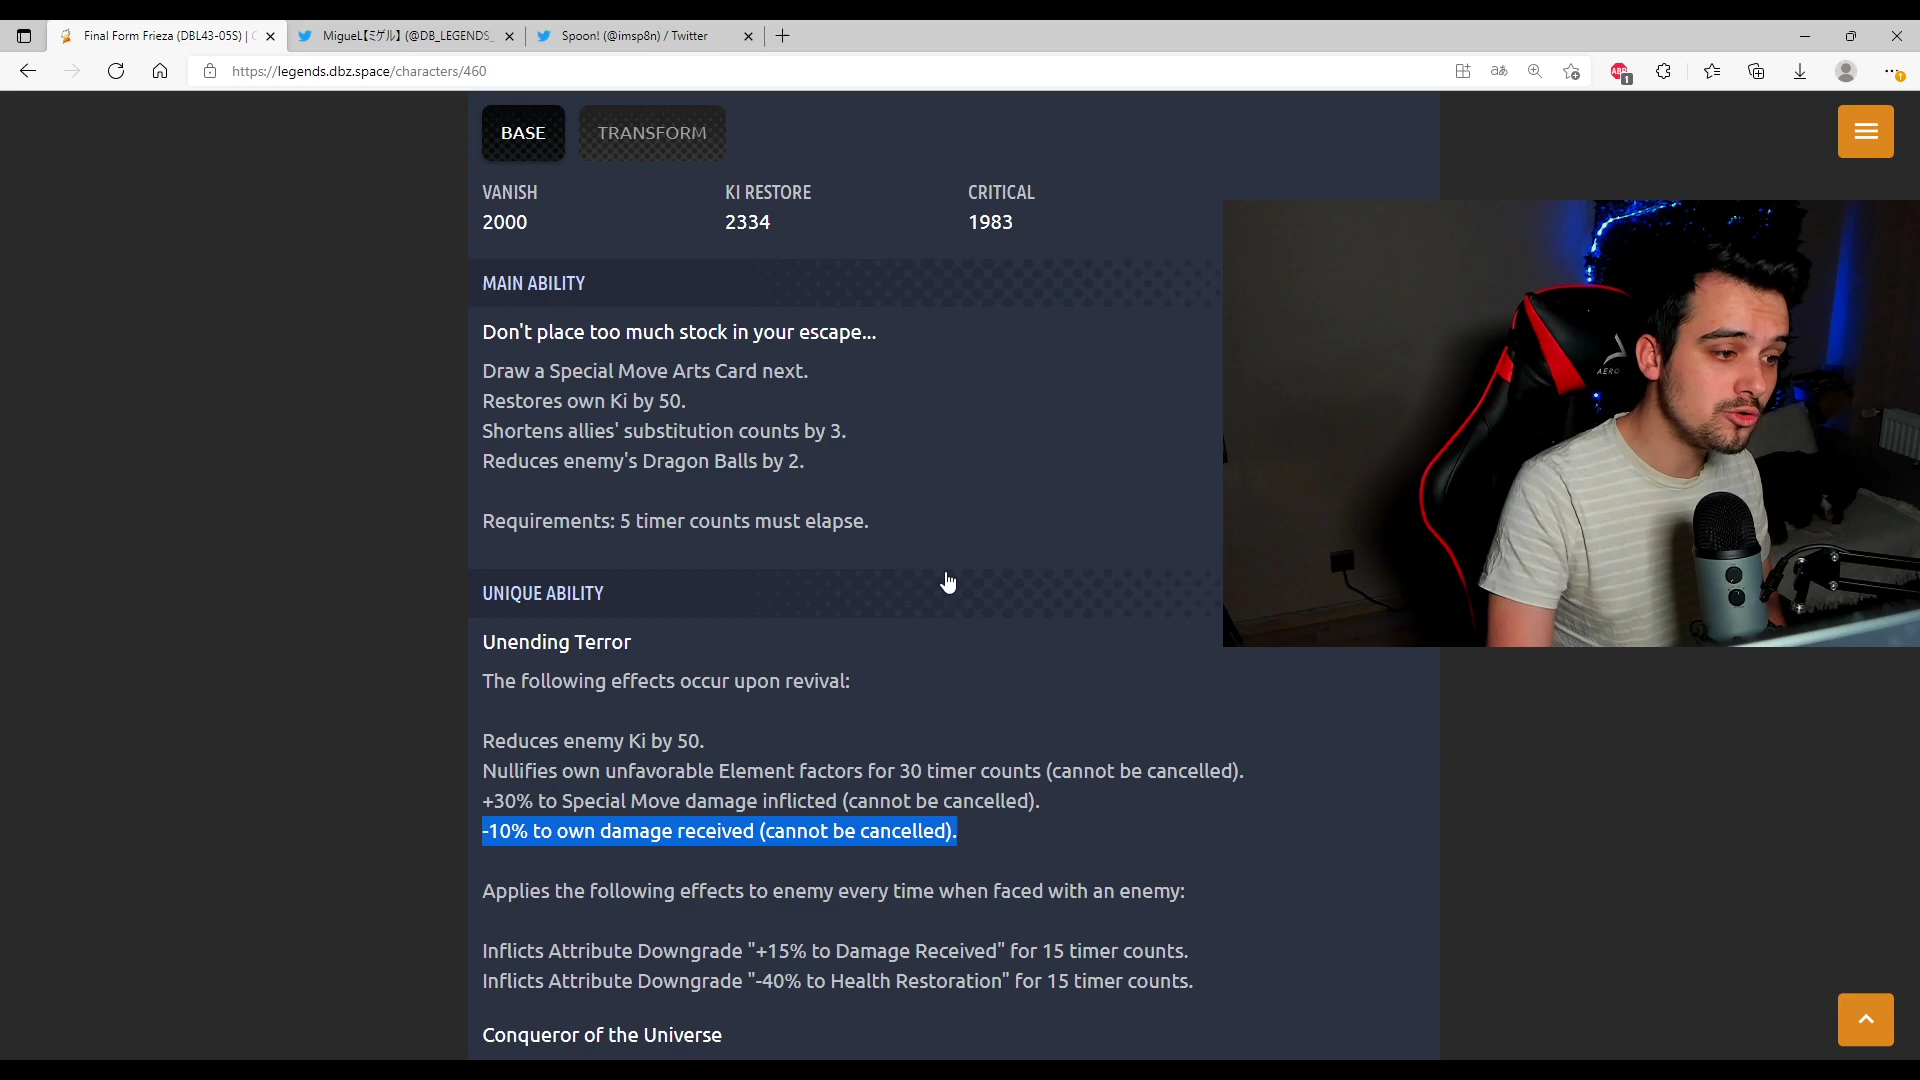 Final Form Frieza (DBL43-05S) |
MigueL【ミゲル】(@DB_LEGENDS_
Spoon! (@imsp8n) / Twitter
https://legends.dbz.space/characters/460
aあ
ABP
1
BASE
TRANSFORM
VANISH
KI RESTORE
CRITICAL
2000
2334
1983
MAIN ABILITY
Don't place too much stock in your escape...
Draw a Special Move Arts Card next.
Restores own Ki by 50.
Shortens allies' substitution counts by 3.
Reduces enemy's Dragon Balls by 2.
Requirements: 5 timer counts must elapse.
UNIQUE ABILITY
Unending Terror
The following effects occur upon revival:
Reduces enemy Ki by 50.
Nullifies own unfavorable Element factors for 30 timer counts (cannot be cancelled).
+30% to Special Move damage inflicted (cannot be cancelled).
-10% to own damage received (cannot be cancelled).
Applies the following effects to enemy every time when faced with an enemy:
Inflicts Attribute Downgrade "+15% to Damage Received" for 15 timer counts.
Inflicts Attribute Downgrade "-40% to Health Restoration" for 15 timer counts.
Conqueror of the Universe
AERO